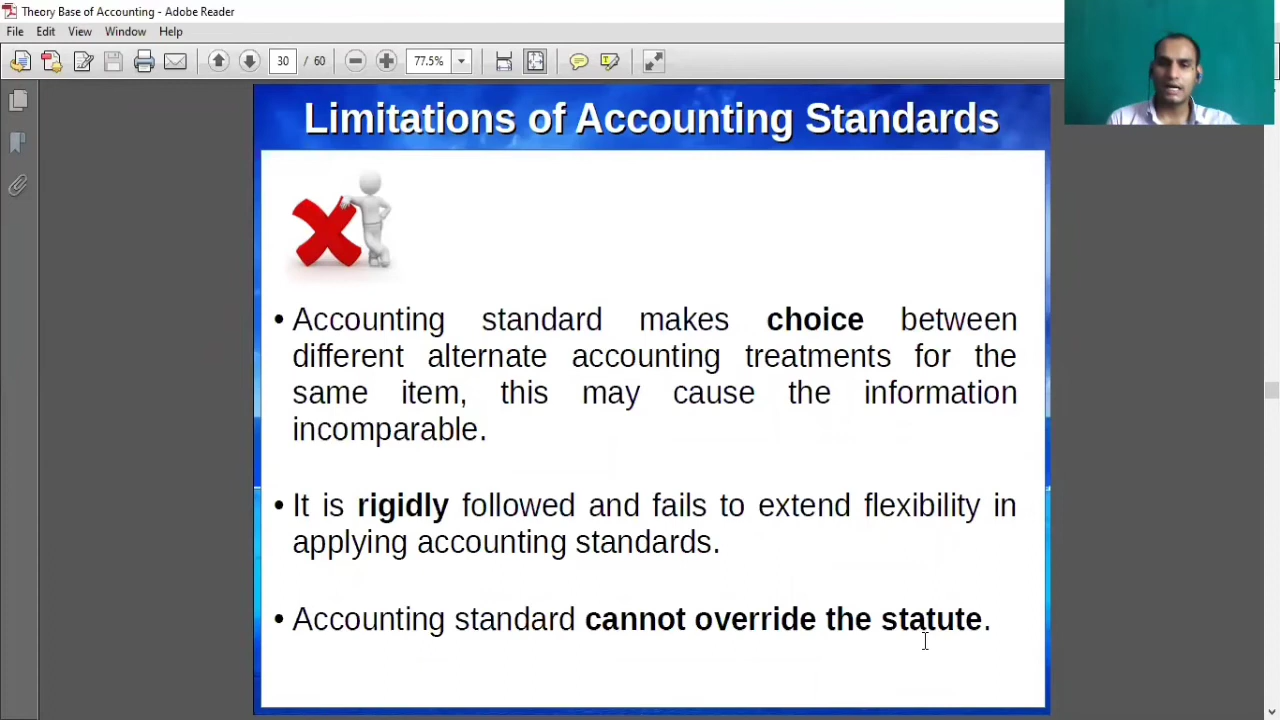 Theory Base of Accounting - Adobe Reader
File Edit View Window Help
30 / 60 77.5%
Limitations of Accounting Standards
• Accounting standard makes choice between
different alternate accounting treatments for the
same item, this may cause the information
incomparable.
• It is rigidly followed and fails to extend flexibility in
applying accounting standards.
• Accounting standard cannot override the statute.